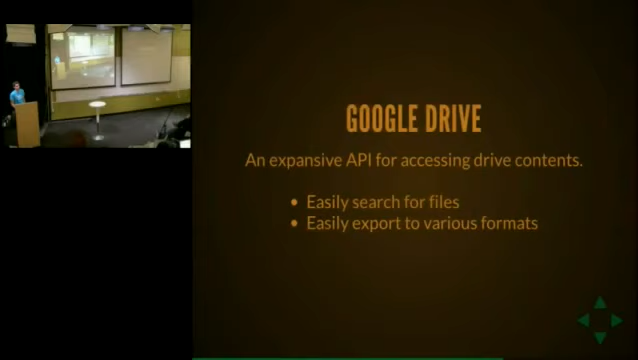 GOOGLE DRIVE
An expansive API for accessing drive contents.
Easily search for files
Easily export to various formats